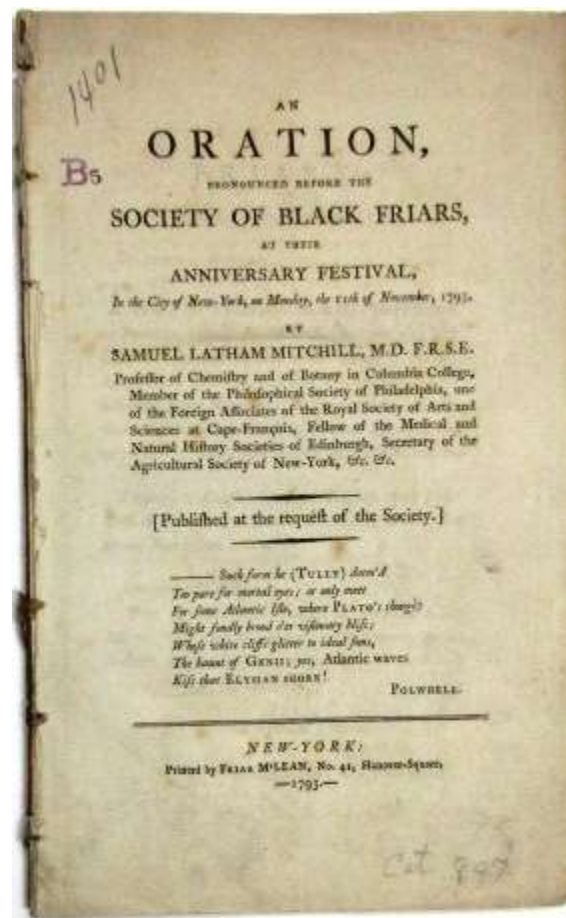 1401
B5
AN
ORATION,
PRONOUNCED BEFORE THE
SOCIETY OF BLACK FRIARS,
AT THEIR
ANNIVERSARY FESTIVAL,
In the City of New-York, on Monday, the 11th of November, 1793.
BY
SAMUEL LATHAM MITCHILL, M.D. F.R.S.E.
Profeſſor of Chemiſtry and of Botany in Columbia College,
Member of the Philoſophical Society of Philadelphia, one
of the Foreign Aſſociates of the Royal Society of Arts and
Sciences at Cape-François, Fellow of the Medical and
Natural Hiſtory Societies of Edinburgh, Secretary of the
Agricultural Society of New-York, &c. &c.
[Publiſhed at the requeſt of the Society.]
——— Such form he (TULLY) deem'd
Too pure for mortal eyes; or only meet
For ſome Atlantic Iſle, where PLATO's thought
Might fondly brood o'er viſionary bliſs;
Whoſe white cliffs glitter to ideal ſuns,
The haunt of GENII; yes, Atlantic waves
Kiſs that ELYSIAN SHORE!
POLWHELE.
NEW-YORK:
Printed by FRIAR M'LEAN, No. 41, Hanover-Square,
—1793.—
Cat 897